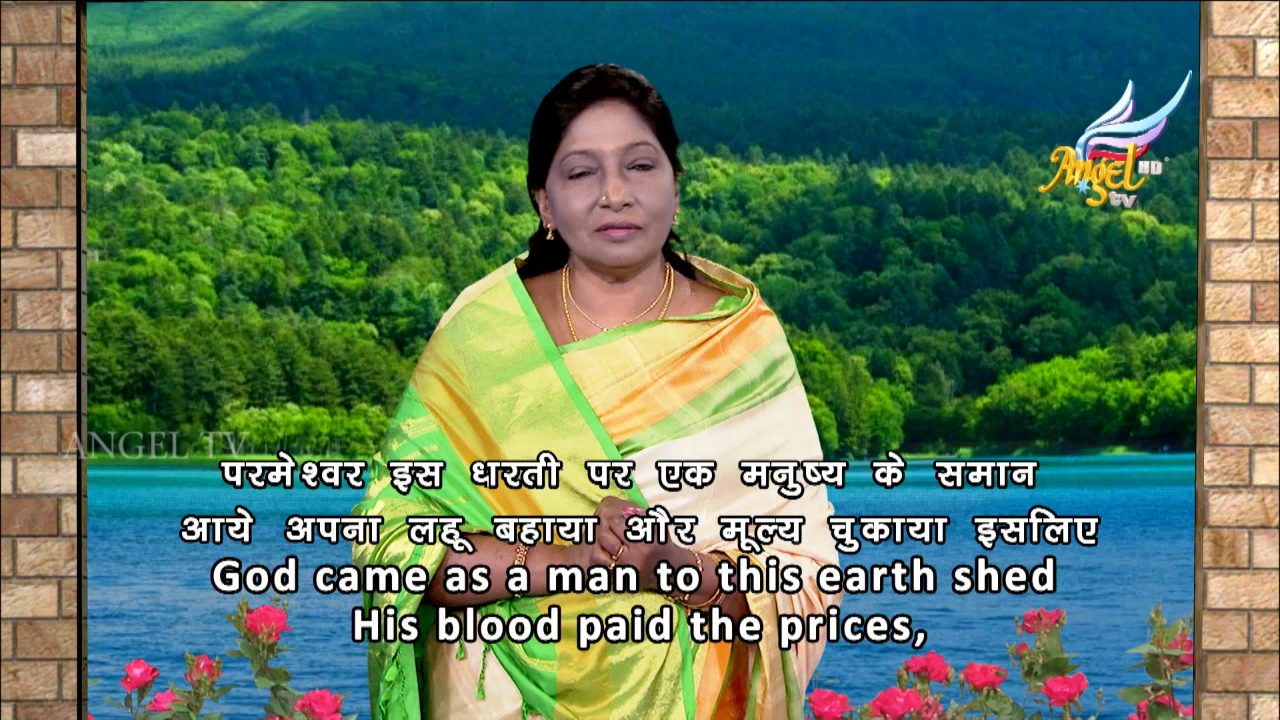 Angel HD
tv
ANGEL TV
परमेश्वर इस धरती पर एक मनुष्य के समान
आये अपना लहू बहाया और मूल्य चुकाया इसलिए
God came as a man to this earth shed
His blood paid the prices,